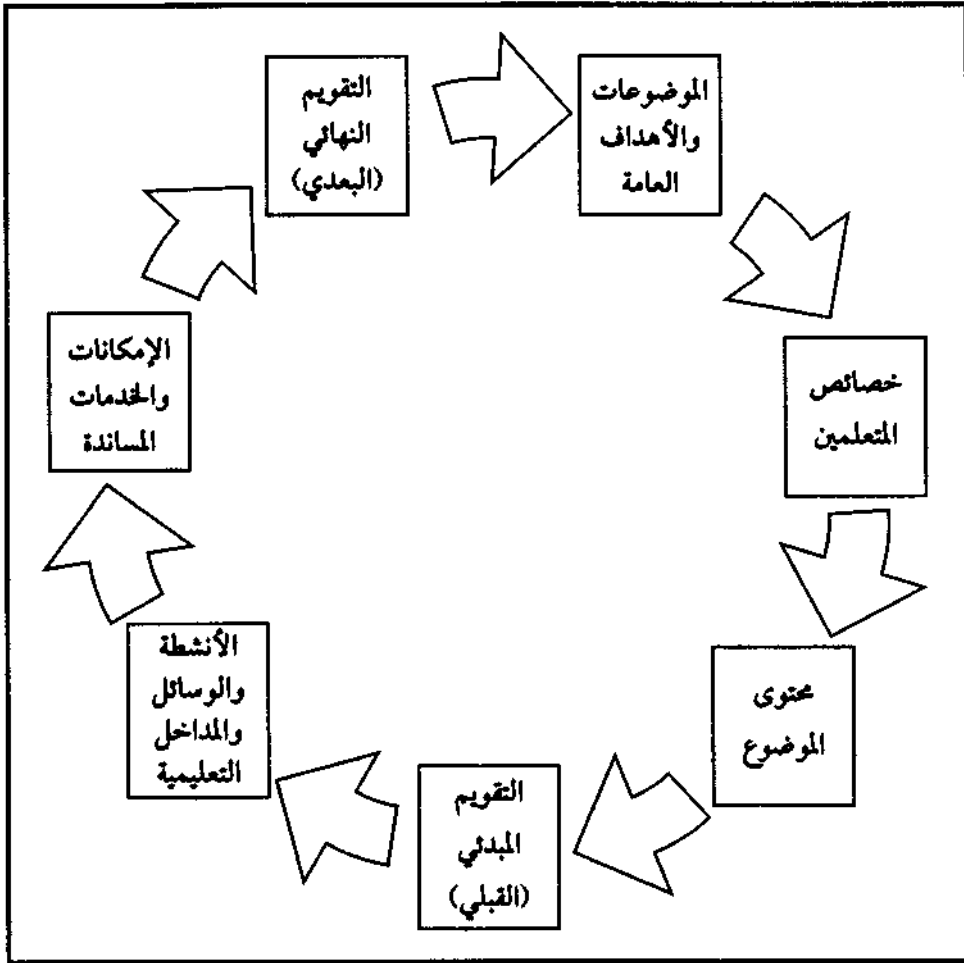 الموضوعات
والأهداف
العامة
خصائص
المتعلمين
محتوى
الموضوع
التقويم
المبدئي
(القبلي)
الأنشطة
والوسائل
والمداخل
التعليمية
الإمكانات
والخدمات
المساندة
التقويم
النهائي
(البعدي)